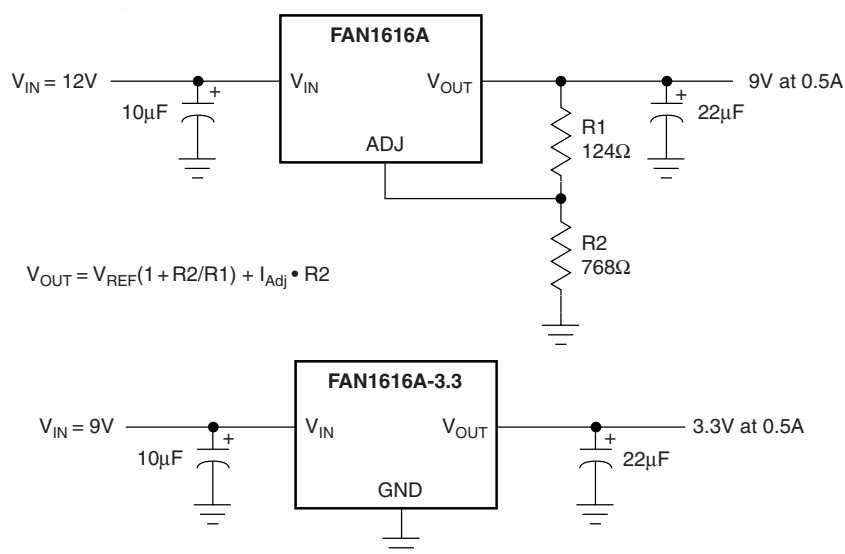 FAN1616A
V_IN = 12V
V_IN
V_OUT
9V at 0.5A
+
10μF
+
22μF
ADJ
R1
124Ω
R2
768Ω
V_OUT = V_REF(1 + R2/R1) + I_Adj • R2
FAN1616A-3.3
V_IN = 9V
V_IN
V_OUT
3.3V at 0.5A
+
10μF
+
22μF
GND